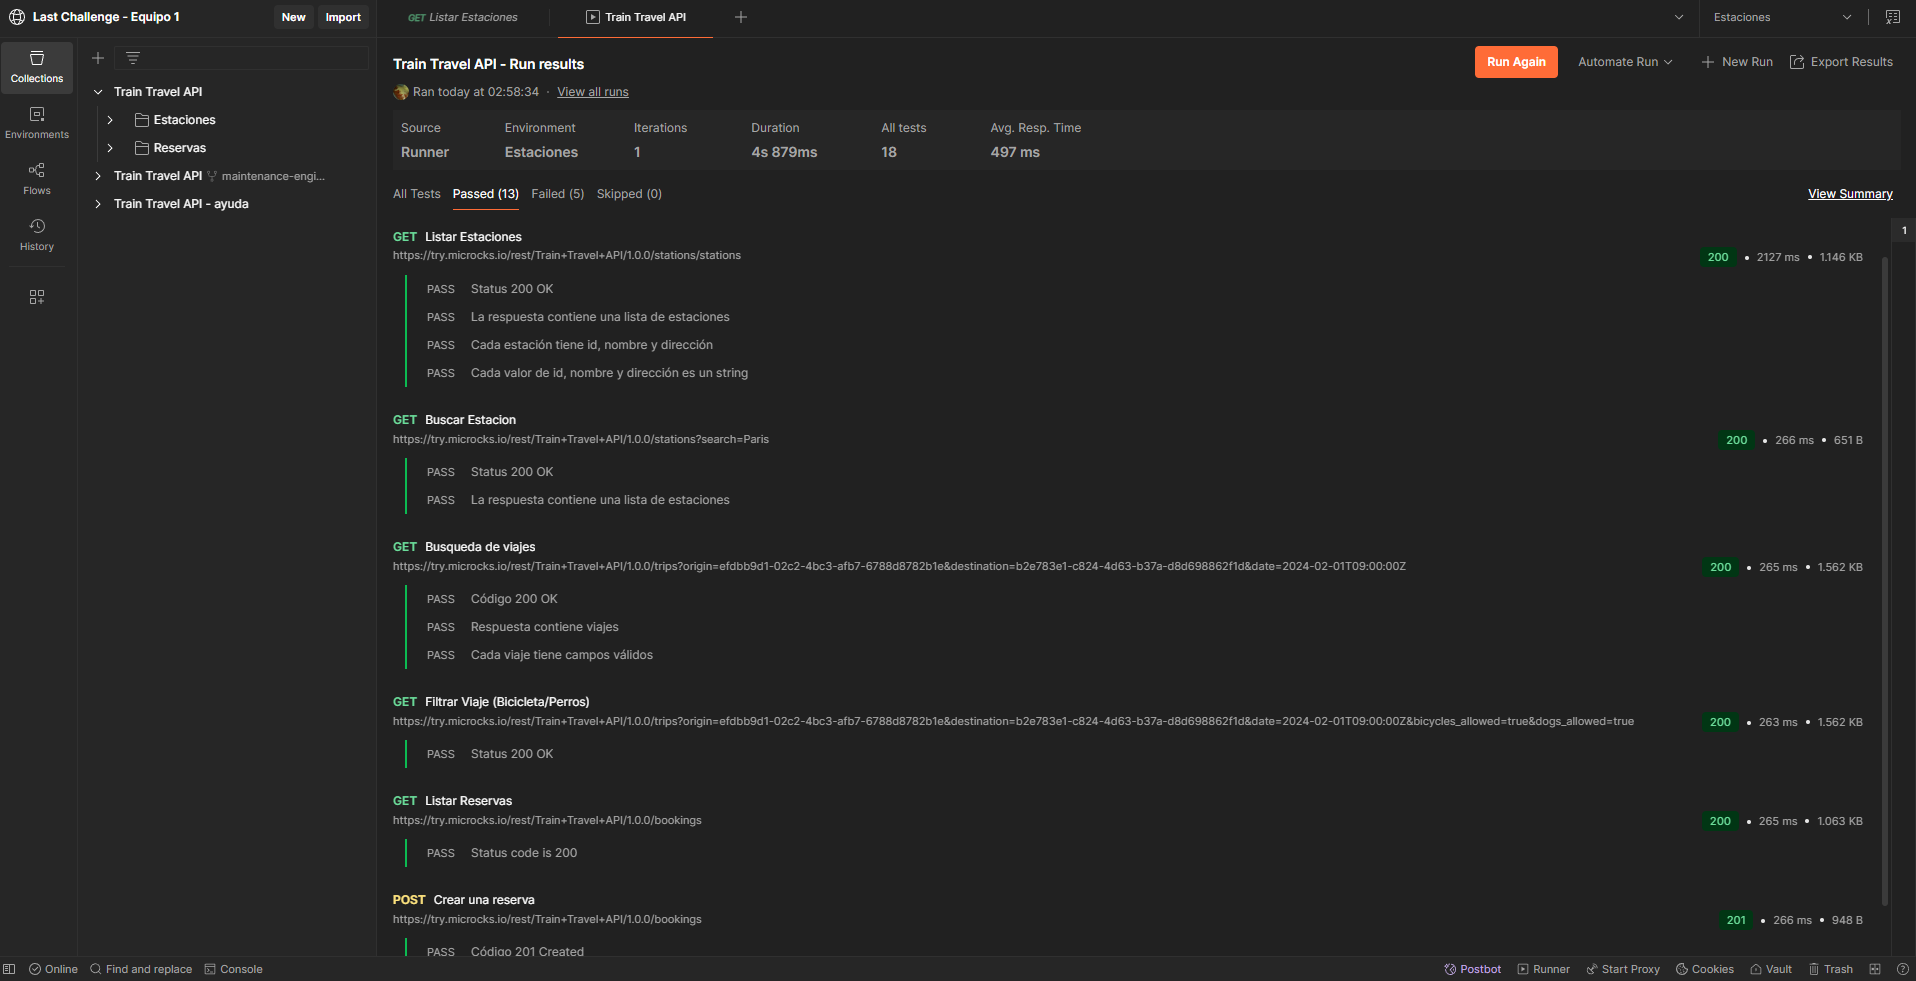 Last Challenge - Equipo 1
New
Import
GET Listar Estaciones
Train Travel API
Estaciones
Collections
Environments
Flows
History
Train Travel API
Estaciones
Reservas
Train Travel API maintenance-engi...
Train Travel API - ayuda
Train Travel API - Run results
Run Again
Automate Run
New Run
Export Results
Ran today at 02:58:34 · View all runs
Source Environment Iterations Duration All tests Avg. Resp. Time
Runner Estaciones 1 4s 879ms 18 497 ms
All Tests Passed (13) Failed (5) Skipped (0) View Summary
1
GET Listar Estaciones
https://try.microcks.io/rest/Train+Travel+API/1.0.0/stations/stations
200 • 2127 ms • 1.146 KB
PASS Status 200 OK
PASS La respuesta contiene una lista de estaciones
PASS Cada estación tiene id, nombre y dirección
PASS Cada valor de id, nombre y dirección es un string
GET Buscar Estacion
https://try.microcks.io/rest/Train+Travel+API/1.0.0/stations?search=Paris
200 • 266 ms • 651 B
PASS Status 200 OK
PASS La respuesta contiene una lista de estaciones
GET Busqueda de viajes
https://try.microcks.io/rest/Train+Travel+API/1.0.0/trips?origin=efdbb9d1-02c2-4bc3-afb7-6788d8782b1e&destination=b2e783e1-c824-4d63-b37a-d8d698862f1d&date=2024-02-01T09:00:00Z
200 • 265 ms • 1.562 KB
PASS Código 200 OK
PASS Respuesta contiene viajes
PASS Cada viaje tiene campos válidos
GET Filtrar Viaje (Bicicleta/Perros)
https://try.microcks.io/rest/Train+Travel+API/1.0.0/trips?origin=efdbb9d1-02c2-4bc3-afb7-6788d8782b1e&destination=b2e783e1-c824-4d63-b37a-d8d698862f1d&date=2024-02-01T09:00:00Z&bicycles_allowed=true&dogs_allowed=true
200 • 263 ms • 1.562 KB
PASS Status 200 OK
GET Listar Reservas
https://try.microcks.io/rest/Train+Travel+API/1.0.0/bookings
200 • 265 ms • 1.063 KB
PASS Status code is 200
POST Crear una reserva
https://try.microcks.io/rest/Train+Travel+API/1.0.0/bookings
201 • 266 ms • 948 B
PASS Código 201 Created
Online Find and replace Console Postbot Runner Start Proxy Cookies Vault Trash